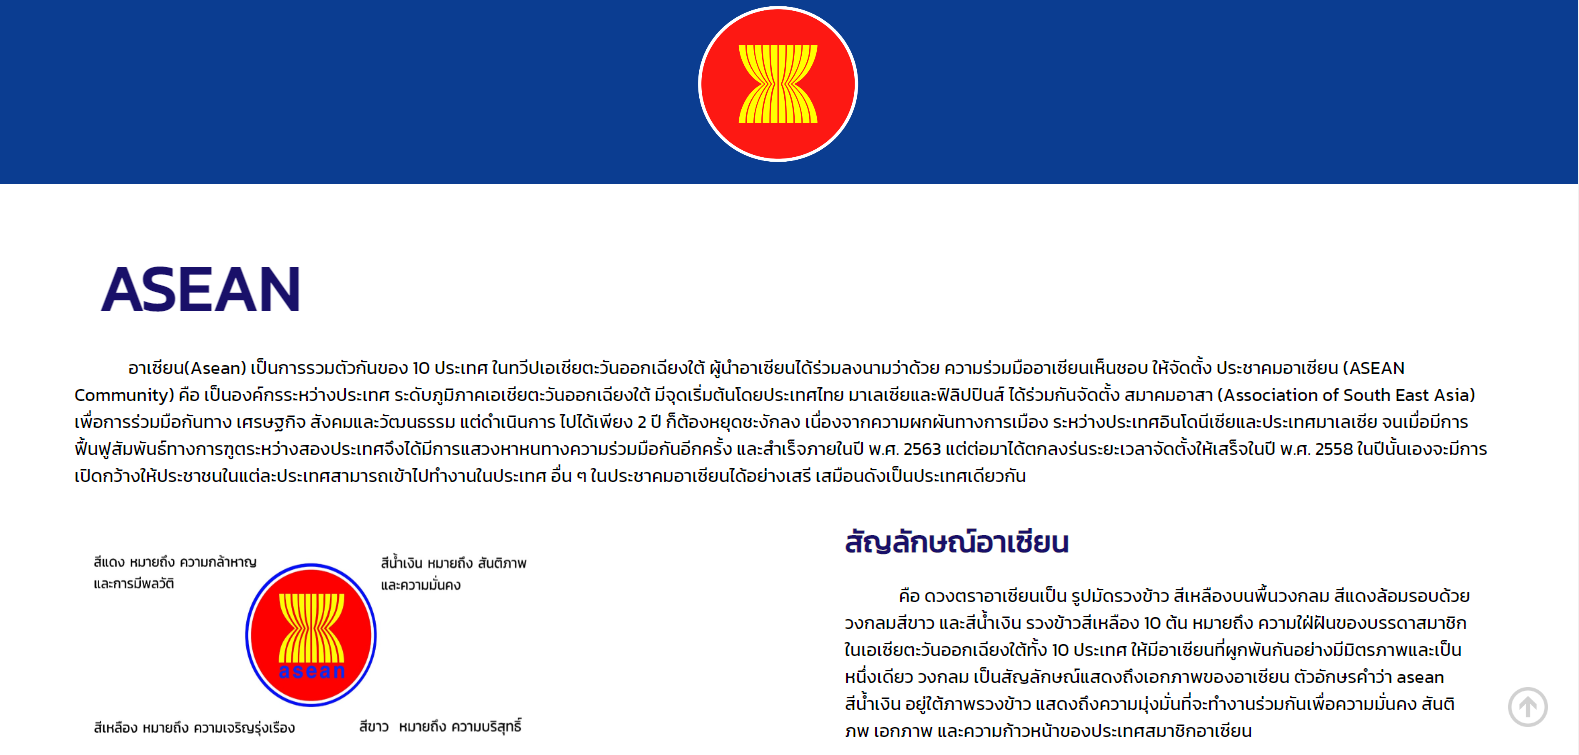 ASEAN
อาเซียน(Asean) เป็นการรวมตัวกันของ 10 ประเทศ ในทวีปเอเชียตะวันออกเฉียงใต้ ผู้นำอาเซียนได้ร่วมลงนามว่าด้วย ความร่วมมืออาเซียนเห็นชอบ ให้จัดตั้ง ประชาคมอาเซียน (ASEAN
Community) คือ เป็นองค์กรระหว่างประเทศ ระดับภูมิภาคเอเชียตะวันออกเฉียงใต้ มีจุดเริ่มต้นโดยประเทศไทย มาเลเซียและฟิลิปปินส์ ได้ร่วมกันจัดตั้ง สมาคมอาสา (Association of South East Asia)
เพื่อการร่วมมือกันทาง เศรษฐกิจ สังคมและวัฒนธรรม แต่ดำเนินการ ไปได้เพียง 2 ปี ก็ต้องหยุดชะงักลง เนื่องจากความผกผันทางการเมือง ระหว่างประเทศอินโดนีเซียและประเทศมาเลเซีย จนเมื่อมีการ
ฟื้นฟูสัมพันธ์ทางการฑูตระหว่างสองประเทศจึงได้มีการแสวงหาหนทางความร่วมมือกันอีกครั้ง และสำเร็จภายในปี พ.ศ. 2563 แต่ต่อมาได้ตกลงร่นระยะเวลาจัดตั้งให้เสร็จในปี พ.ศ. 2558 ในปีนั้นเองจะมีการ
เปิดกว้างให้ประชาชนในแต่ละประเทศสามารถเข้าไปทำงานในประเทศ อื่น ๆ ในประชาคมอาเซียนได้อย่างเสรี เสมือนดังเป็นประเทศเดียวกัน
สีแดง หมายถึง ความกล้าหาญ
และการมีพลวัติ
สีน้ำเงิน หมายถึง สันติภาพ
และความมั่นคง
asean
สีเหลือง หมายถึง ความเจริญรุ่งเรือง
สีขาว หมายถึง ความบริสุทธิ์
สัญลักษณ์อาเซียน
คือ ดวงตราอาเซียนเป็น รูปมัดรวงข้าว สีเหลืองบนพื้นวงกลม สีแดงล้อมรอบด้วย
วงกลมสีขาว และสีน้ำเงิน รวงข้าวสีเหลือง 10 ต้น หมายถึง ความใฝ่ฝันของบรรดาสมาชิก
ในเอเซียตะวันออกเฉียงใต้ทั้ง 10 ประเทศ ให้มีอาเซียนที่ผูกพันกันอย่างมีมิตรภาพและเป็น
หนึ่งเดียว วงกลม เป็นสัญลักษณ์แสดงถึงเอกภาพของอาเซียน ตัวอักษรคำว่า asean
สีน้ำเงิน อยู่ใต้ภาพรวงข้าว แสดงถึงความมุ่งมั่นที่จะทำงานร่วมกันเพื่อความมั่นคง สันติ
ภพ เอกภาพ และความก้าวหน้าของประเทศสมาชิกอาเซียน